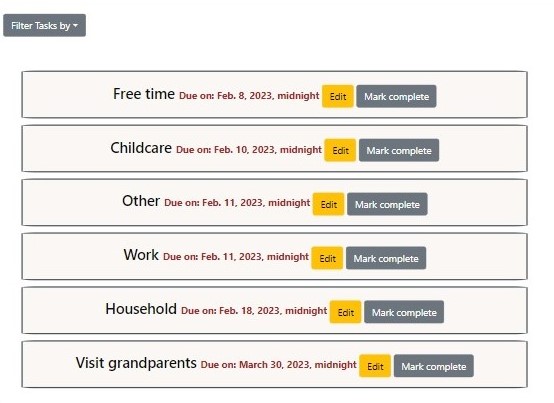 Filter Tasks by
Free time Due on: Feb. 8, 2023, midnight Edit Mark complete
Childcare Due on: Feb. 10, 2023, midnight Edit Mark complete
Other Due on: Feb. 11, 2023, midnight Edit Mark complete
Work Due on: Feb. 11, 2023, midnight Edit Mark complete
Household Due on: Feb. 18, 2023, midnight Edit Mark complete
Visit grandparents Due on: March 30, 2023, midnight Edit Mark complete